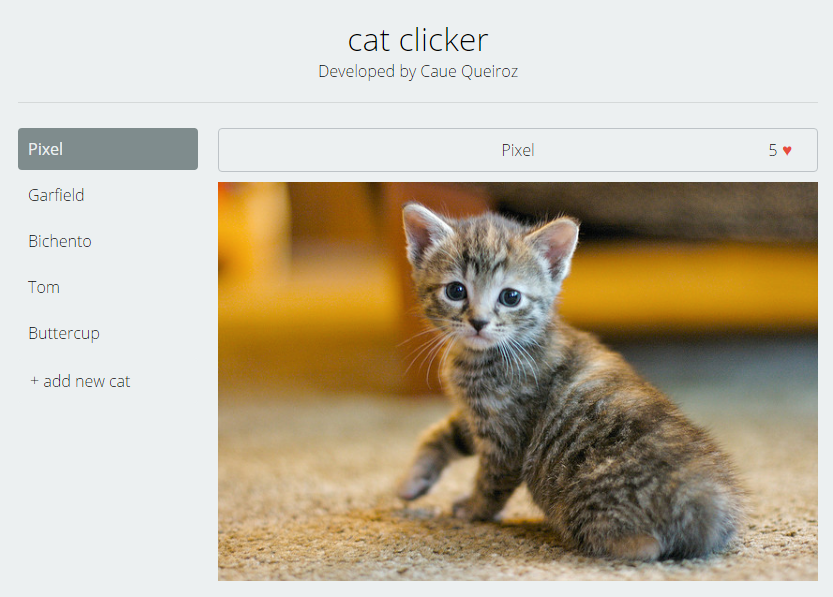 cat clicker
Developed by Caue Queiroz
Pixel
Garfield
Bichento
Tom
Buttercup
+ add new cat
Pixel 5 ♥